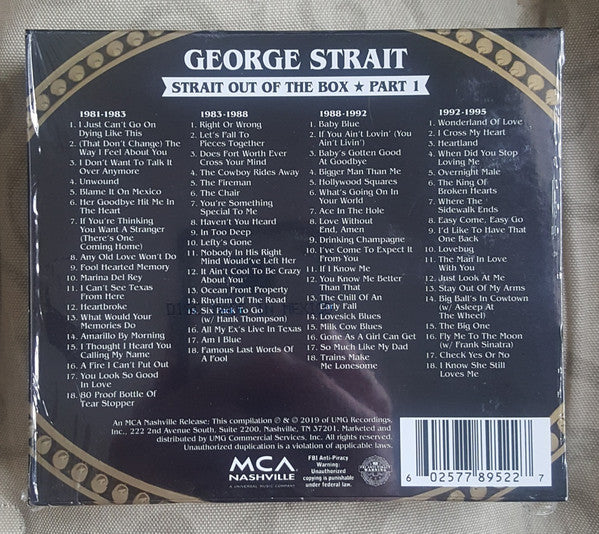 GEORGE STRAIT
STRAIT OUT OF THE BOX ★ PART 1
1981-1983
1. I Just Can't Go On
Dying Like This
2. (That Don't Change) The
Way I Feel About You
3. I Don't Want To Talk It
Over Anymore
4. Unwound
5. Blame It On Mexico
6. Her Goodbye Hit Me In
The Heart
7. If You're Thinking
You Want A Stranger
(There's One
Coming Home)
8. Any Old Love Won't Do
9. Fool Hearted Memory
10. Marina Del Rey
11. I Can't See Texas
From Here
12. Heartbroke
13. What Would Your
Memories Do
14. Amarillo By Morning
15. I Thought I Heard You
Calling My Name
16. A Fire I Can't Put Out
17. You Look So Good
In Love
18. 80 Proof Bottle Of
Tear Stopper
1983-1988
1. Right Or Wrong
2. Let's Fall To
Pieces Together
3. Does Fort Worth Ever
Cross Your Mind
4. The Cowboy Rides Away
5. The Fireman
6. The Chair
7. You're Something
Special To Me
8. Haven't You Heard
9. In Too Deep
10. Lefty's Gone
11. Nobody In His Right
Mind Would've Left Her
12. It Ain't Cool To Be Crazy
About You
13. Ocean Front Property
14. Rhythm Of The Road
15. Six Pack To Go
(w/ Hank Thompson)
16. All My Ex's Live In Texas
17. Am I Blue
18. Famous Last Words Of
A Fool
1988-1992
1. Baby Blue
2. If You Ain't Lovin' (You
Ain't Livin')
3. Baby's Gotten Good
At Goodbye
4. Bigger Man Than Me
5. Hollywood Squares
6. What's Going On In
Your World
7. Ace In The Hole
8. Love Without
End, Amen
9. Drinking Champagne
10. I've Come To Expect It
From You
11. If I Know Me
12. You Know Me Better
Than That
13. The Chill Of An
Early Fall
14. Lovesick Blues
15. Milk Cow Blues
16. Gone As A Girl Can Get
17. So Much Like My Dad
18. Trains Make
Me Lonesome
1992-1995
1. Wonderland Of Love
2. I Cross My Heart
3. Heartland
4. When Did You Stop
Loving Me
5. Overnight Male
6. The King Of
Broken Hearts
7. Where The
Sidewalk Ends
8. Easy Come, Easy Go
9. I'd Like To Have That
One Back
10. Lovebug
11. The Man In Love
With You
12. Just Look At Me
13. Stay Out Of My Arms
14. Big Ball's In Cowtown
(w/ Asleep At
The Wheel)
15. The Big One
16. Fly Me To The Moon
(w/ Frank Sinatra)
17. Check Yes Or No
18. I Know She Still
Loves Me
An MCA Nashville Release; This compilation ℗ & © 2019 of UMG Recordings,
Inc., 222 2nd Avenue South, Suite 2200, Nashville, TN 37201. Marketed and
distributed by UMG Commercial Services, Inc. All rights reserved.
Unauthorized duplication is a violation of applicable laws.
MCA
NASHVILLE
A UNIVERSAL MUSIC COMPANY
FBI Anti-Piracy
Warning:
Unauthorized
copying is punishable
under federal law.
6 02577 89522 7